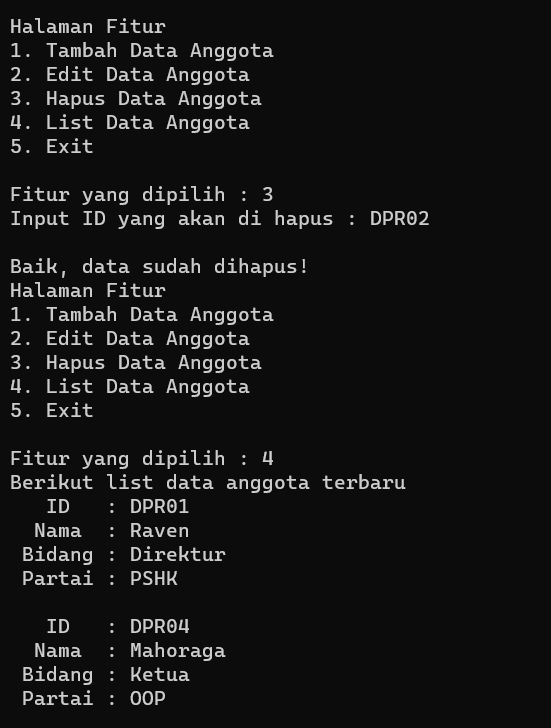 Halaman Fitur
1. Tambah Data Anggota
2. Edit Data Anggota
3. Hapus Data Anggota
4. List Data Anggota
5. Exit

Fitur yang dipilih : 3
Input ID yang akan di hapus : DPR02

Baik, data sudah dihapus!
Halaman Fitur
1. Tambah Data Anggota
2. Edit Data Anggota
3. Hapus Data Anggota
4. List Data Anggota
5. Exit

Fitur yang dipilih : 4
Berikut list data anggota terbaru
   ID   : DPR01
  Nama  : Raven
 Bidang : Direktur
 Partai : PSHK

   ID   : DPR04
  Nama  : Mahoraga
 Bidang : Ketua
 Partai : OOP